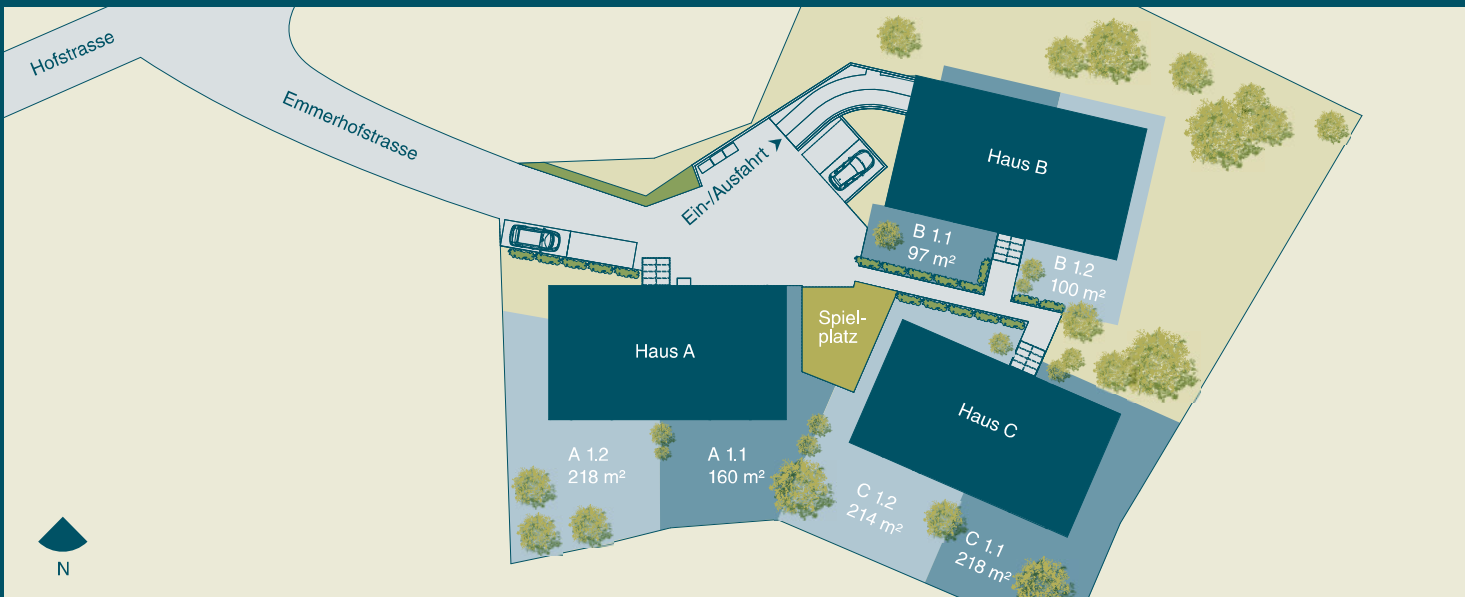 Hofstrasse
Emmerhofstrasse
Ein-/Ausfahrt
Haus B
B 1.1
97 m²
B 1.2
100 m²
Spiel-
platz
Haus A
Haus C
A 1.2
218 m²
A 1.1
160 m²
C 1.2
214 m²
C 1.1
218 m²
N